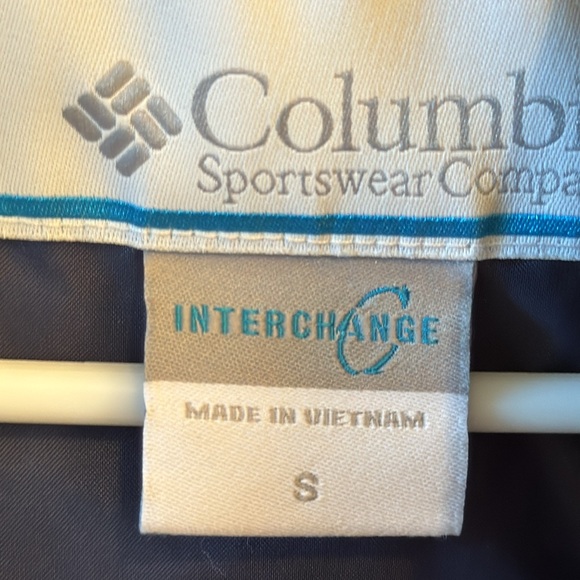 Columbi
Sportswear Compa
INTERCHANGE
MADE IN VIETNAM
S